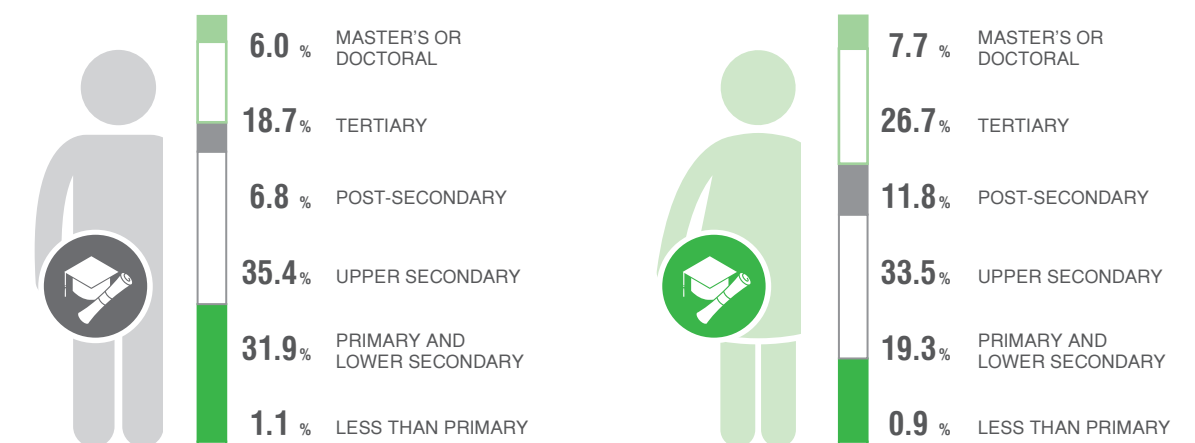 6.0 % MASTER'S OR
DOCTORAL
18.7% TERTIARY
6.8 % POST-SECONDARY
35.4% UPPER SECONDARY
31.9% PRIMARY AND
LOWER SECONDARY
1.1 % LESS THAN PRIMARY
7.7 % MASTER'S OR
DOCTORAL
26.7% TERTIARY
11.8% POST-SECONDARY
33.5% UPPER SECONDARY
19.3% PRIMARY AND
LOWER SECONDARY
0.9 % LESS THAN PRIMARY